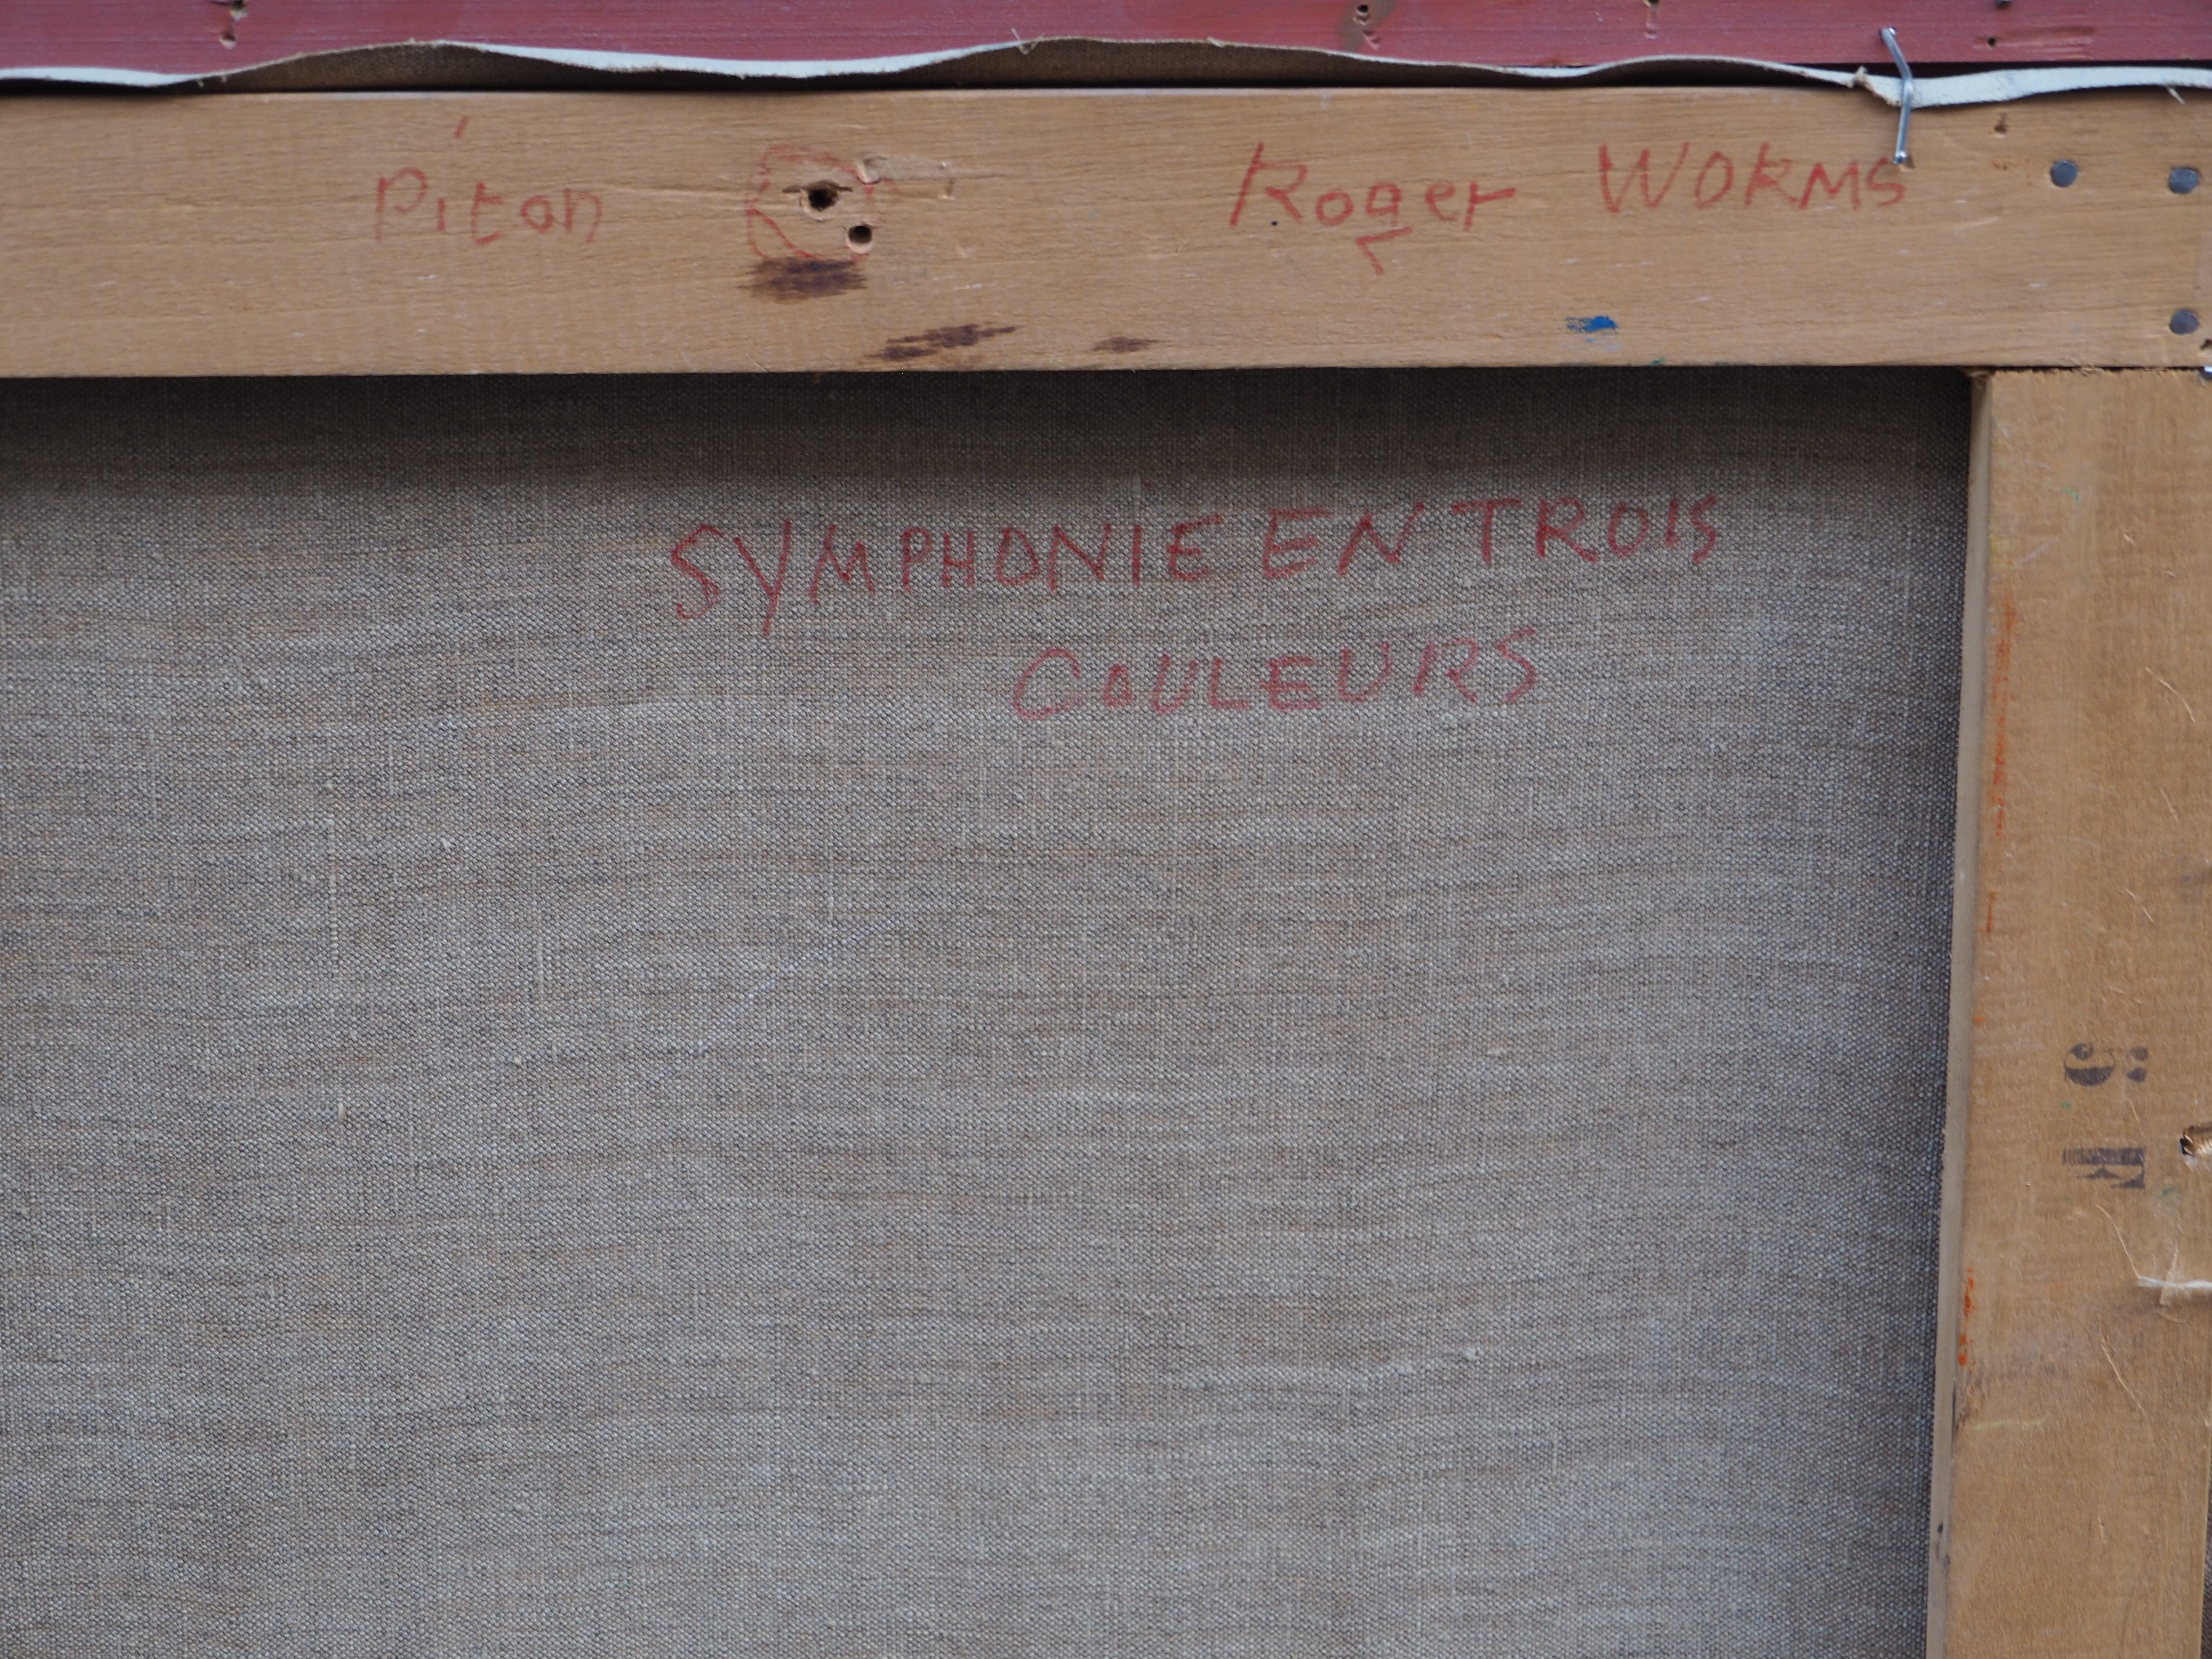 Piton Roger WORMS
SYMPHONIE EN TROIS
COULEURS